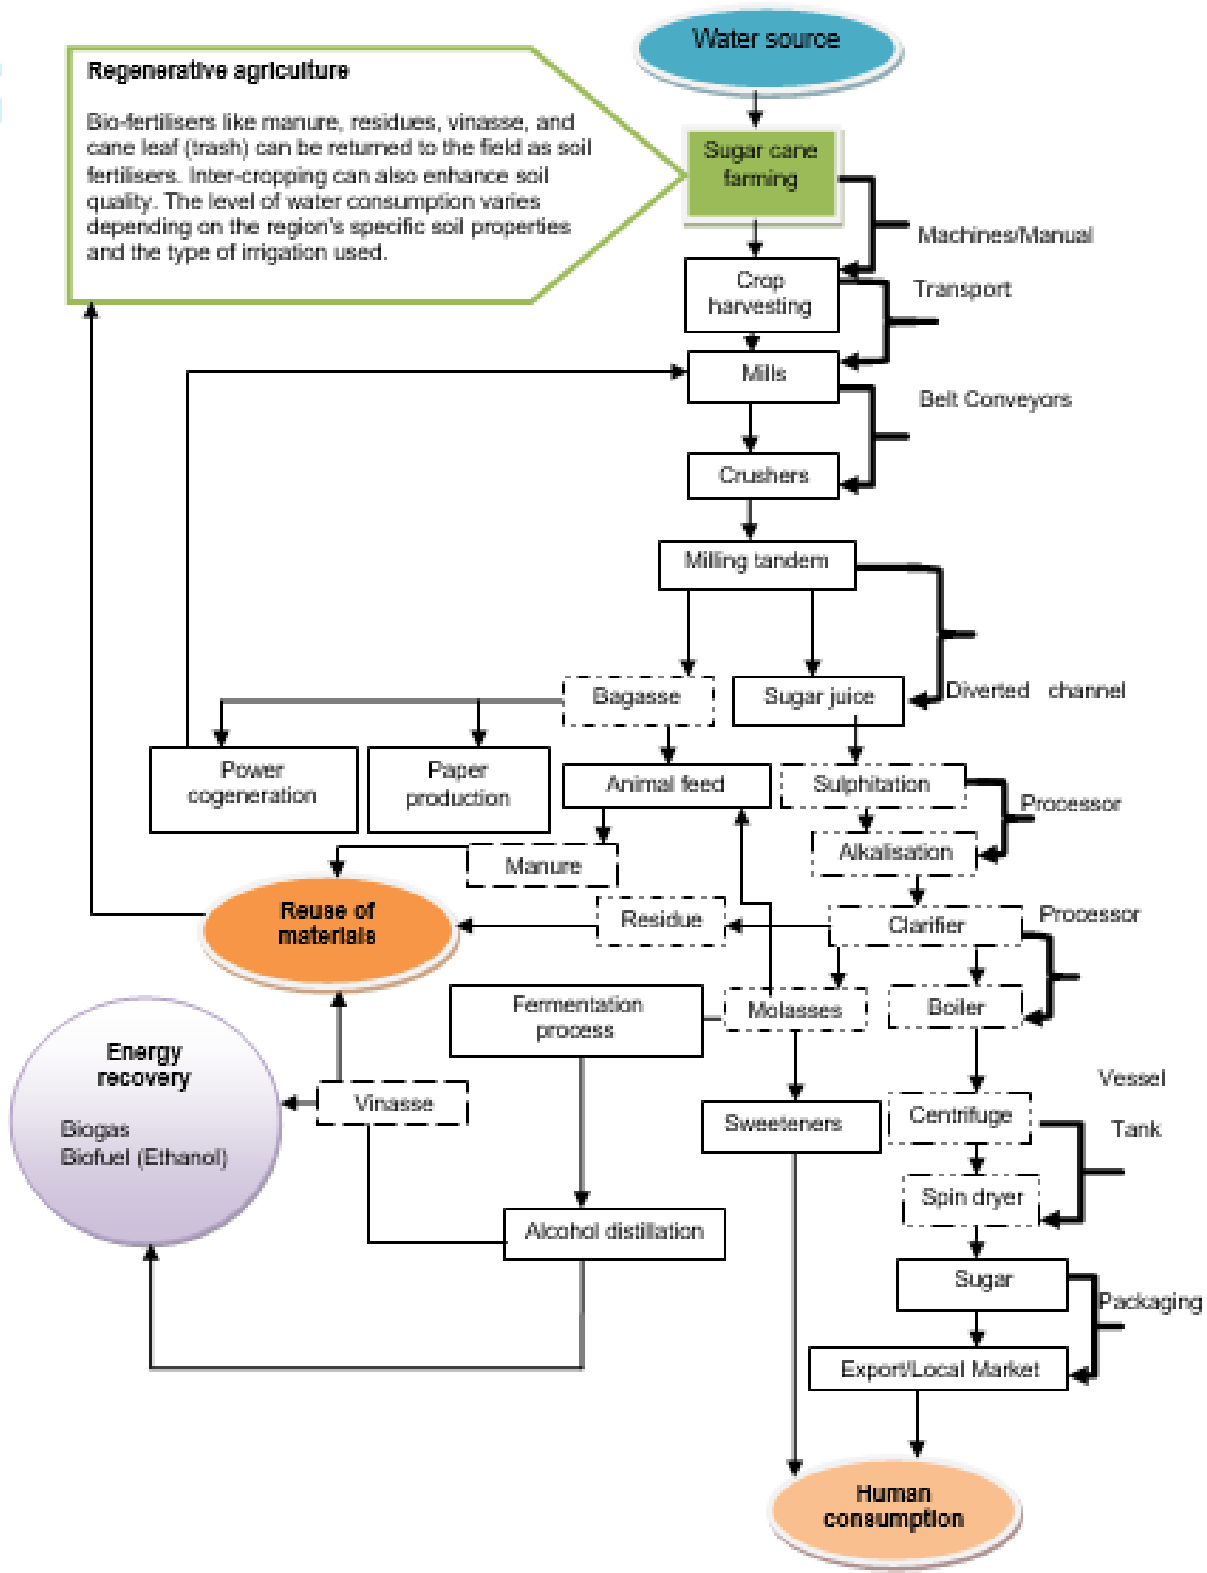 Water source
Regenerative agriculture
Bio-fertilisers like manure, residues, vinasse, and
cane leaf (trash) can be returned to the field as soil
fertilisers. Inter-cropping can also enhance soil
quality. The level of water consumption varies
depending on the region's specific soil properties
and the type of irrigation used.
Sugar cane
farming
Machines/Manual
Crop
harvesting
Transport
Mills
Belt Conveyors
Crushers
Milling tandem
Bagasse
Sugar juice
Diverted channel
Power
cogeneration
Paper
production
Animal feed
Sulphitation
Processor
Alkalisation
Manure
Reuse of
materials
Residue
Clarifier
Processor
Fermentation
process
Molasses
Boiler
Energy
recovery
Biogas
Biofuel (Ethanol)
Vinasse
Sweeteners
Centrifuge
Vessel
Tank
Spin dryer
Alcohol distillation
Sugar
Packaging
Export/Local Market
Human
consumption